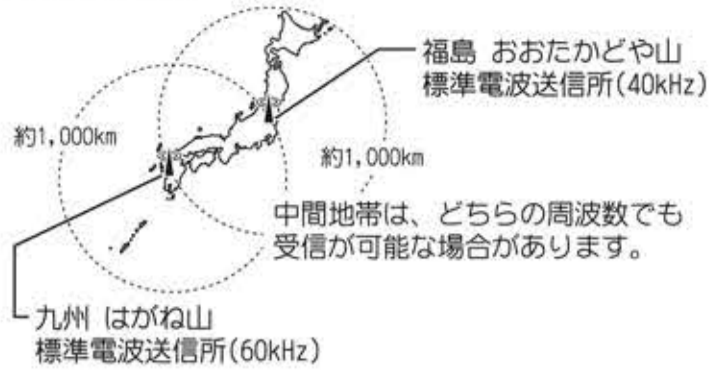 福島 おおたかどや山
標準電波送信所(40kHz)
約1,000km
約1,000km
中間地帯は、どちらの周波数でも
受信が可能な場合があります。
九州 はがね山
標準電波送信所(60kHz)